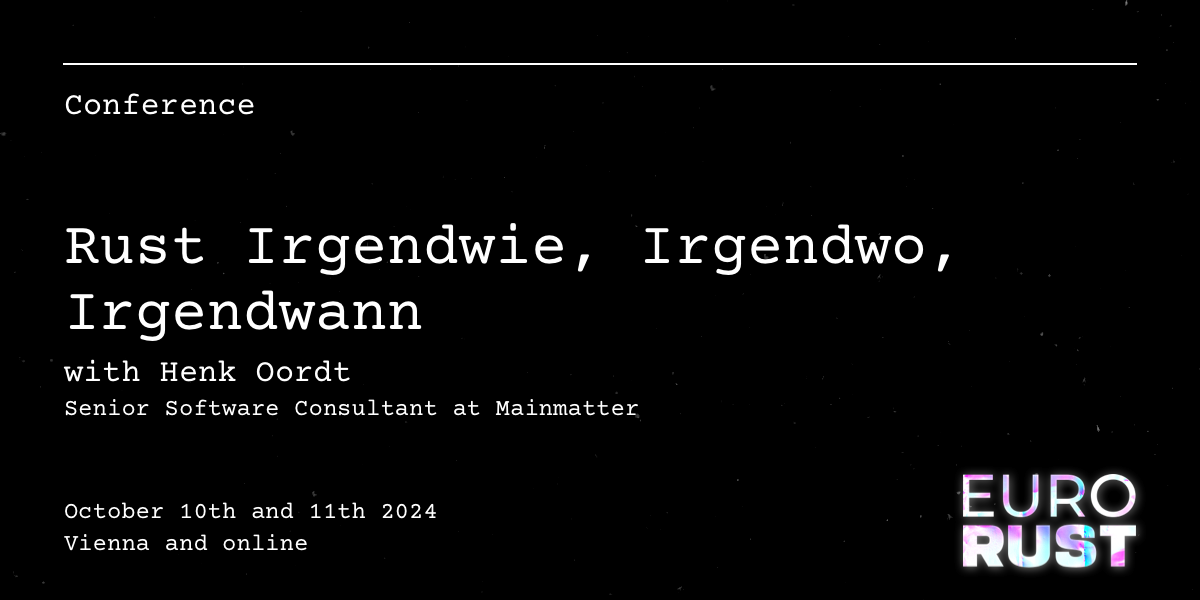 Conference
Rust Irgendwie, Irgendwo,
Irgendwann
with Henk Oordt
Senior Software Consultant at Mainmatter
October 10th and 11th 2024
Vienna and online
EURO
RUST